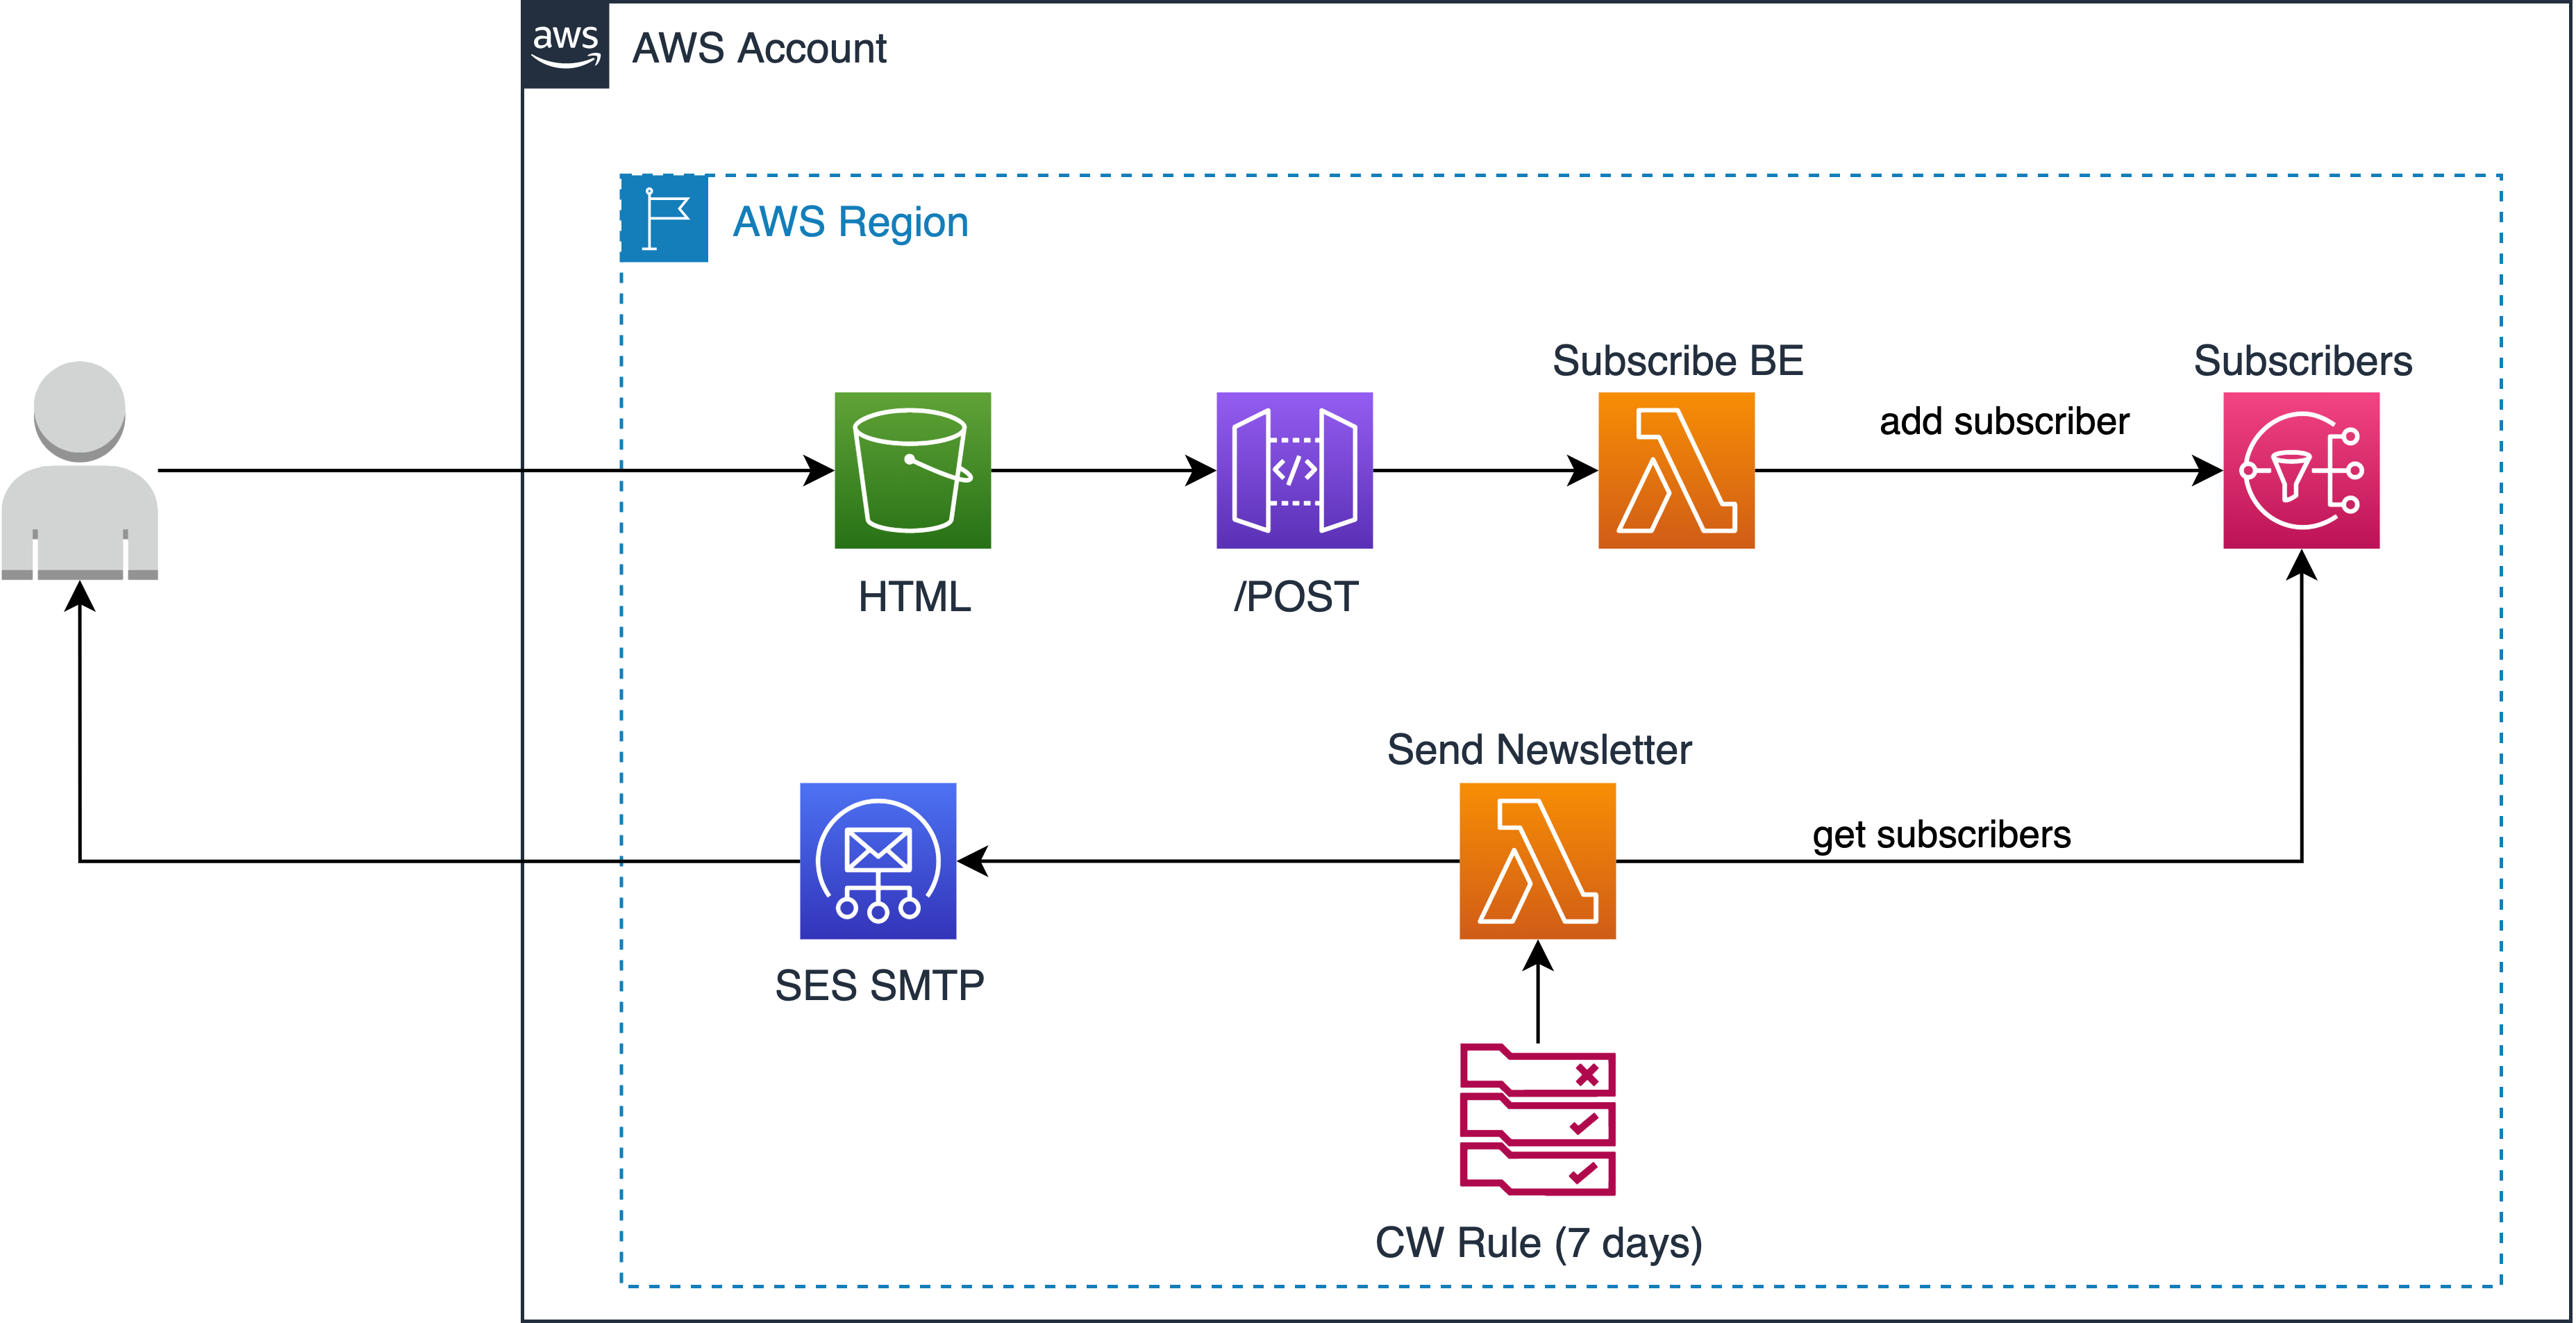 aws
AWS Account
AWS Region
Subscribe BE
Subscribers
add subscriber
</>
HTML
/POST
Send Newsletter
get subscribers
SES SMTP
CW Rule (7 days)